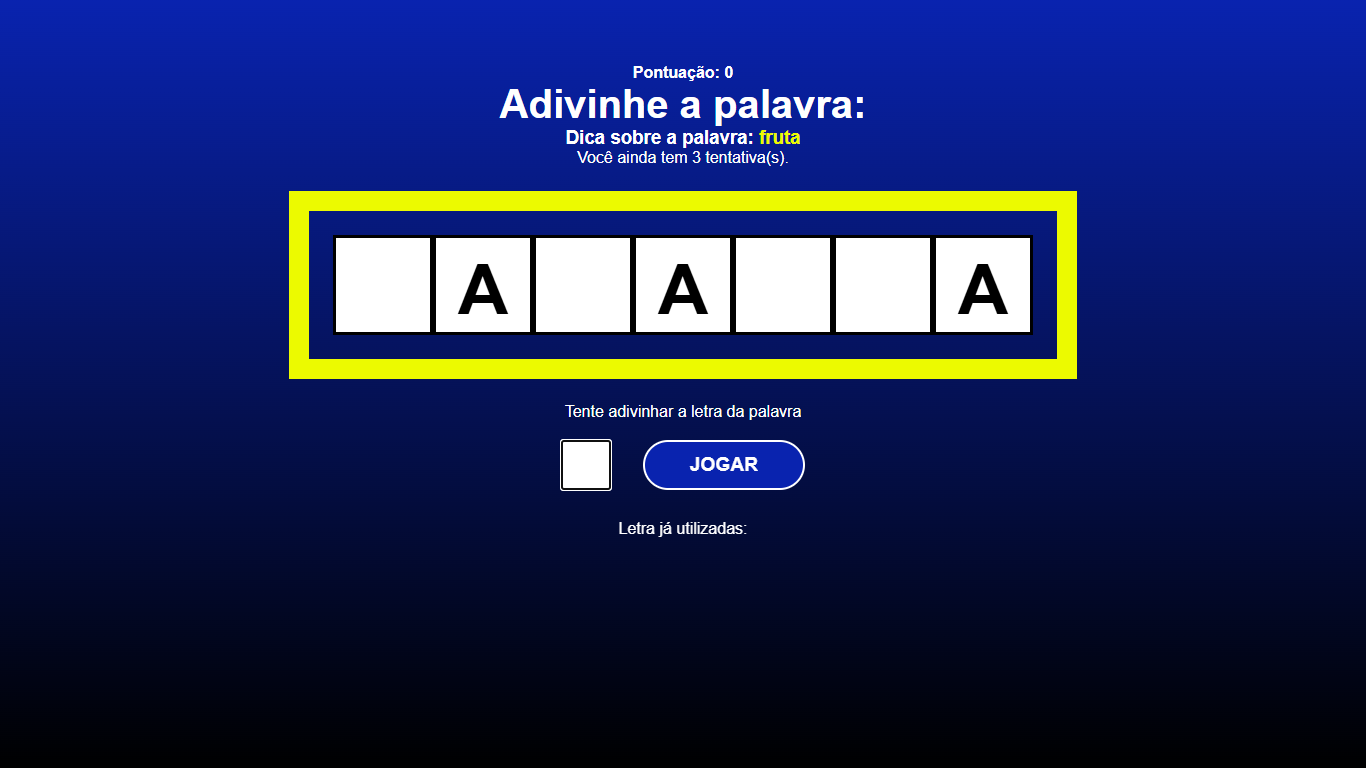 Pontuação: 0
Adivinhe a palavra:
Dica sobre a palavra: fruta
Você ainda tem 3 tentativa(s).
A A A
Tente adivinhar a letra da palavra
JOGAR
Letra já utilizadas: